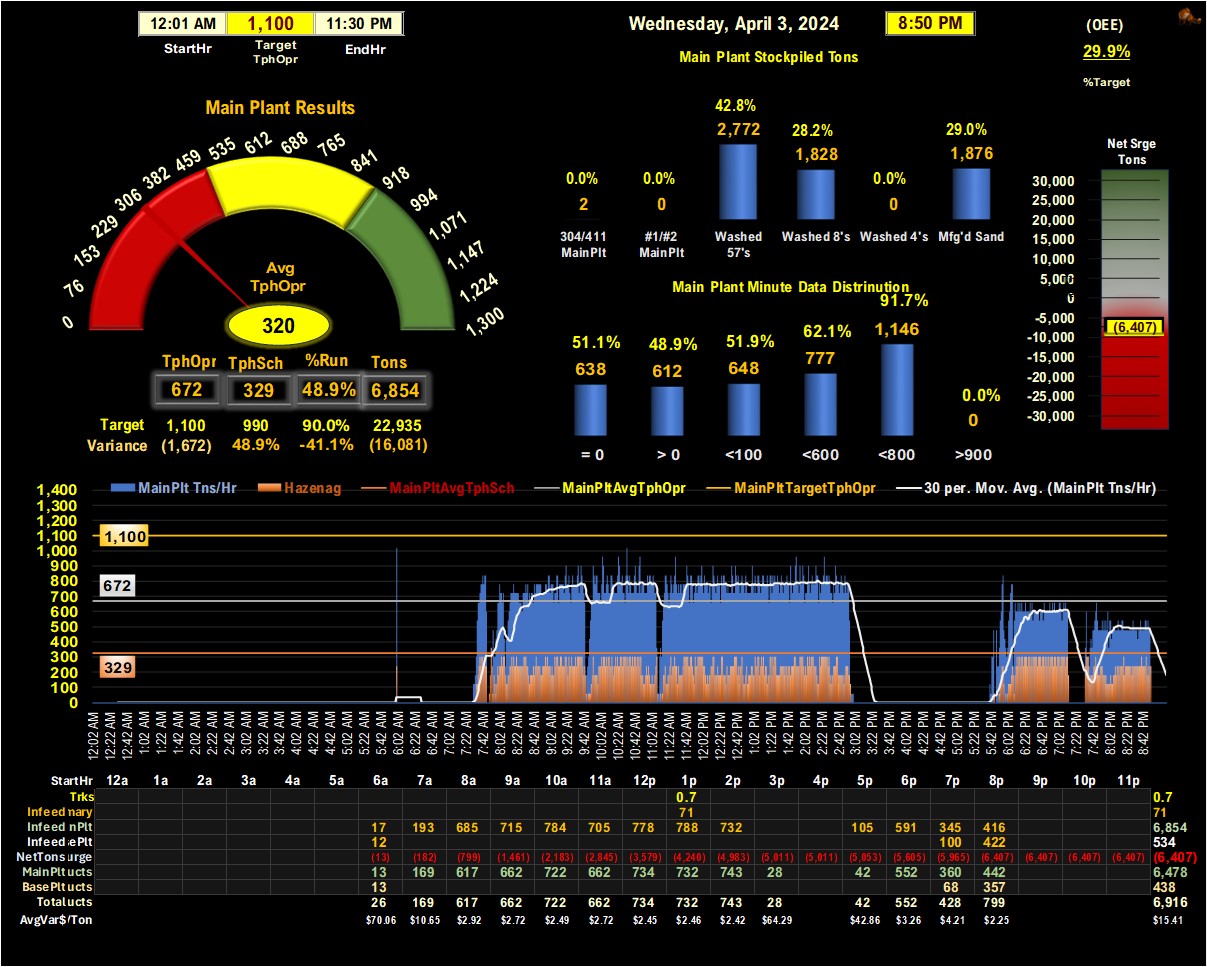 12:01 AM 1,100 11:30 PM
StartHr Target TphOpr EndHr
Wednesday, April 3, 2024 8:50 PM
(OEE)
29.9%
%Target
Main Plant Stockpiled Tons
42.8% 28.2% 29.0%
2,772 1,828 1,876
0.0% 0.0% 0.0%
2 0 0
304/411 MainPlt #1/#2 MainPlt Washed 57's Washed 8's Washed 4's Mfg'd Sand
Main Plant Results
0 76 153 229 306 382 459 535 612 688 765 841 918 994 1,071 1,147 1,224 1,300
Avg
TphOpr
320
TphOpr TphSch %Run Tons
672 329 48.9% 6,854
Target 1,100 990 90.0% 22,935
Variance (1,672) 48.9% -41.1% (16,081)
Main Plant Minute Data Distrinution
51.1% 48.9% 51.9% 62.1% 91.7% 0.0%
638 612 648 777 1,146 0
= 0 > 0 <100 <600 <800 >900
Net Srge
Tons
30,000
25,000
20,000
15,000
10,000
5,000
0
-5,000
(6,407)
-10,000
-15,000
-20,000
-25,000
-30,000
MainPlt Tns/Hr Hazenag MainPltAvgTphSch MainPltAvgTphOpr MainPltTargetTphOpr 30 per. Mov. Avg. (MainPlt Tns/Hr)
1,400
1,300
1,200
1,100
1,000
900
800
700
600
500
400
300
200
100
0
1,100
672
329
12:02 AM 12:22 AM 12:42 AM 1:02 AM 1:22 AM 1:42 AM 2:02 AM 2:22 AM 2:42 AM 3:02 AM 3:22 AM 3:42 AM 4:02 AM 4:22 AM 4:42 AM 5:02 AM 5:22 AM 5:42 AM 6:02 AM 6:22 AM 6:42 AM 7:02 AM 7:22 AM 7:42 AM 8:02 AM 8:22 AM 8:42 AM 9:02 AM 9:22 AM 9:42 AM 10:02 AM 10:22 AM 10:42 AM 11:02 AM 11:22 AM 11:42 AM 12:02 PM 12:22 PM 12:42 PM 1:02 PM 1:22 PM 1:42 PM 2:02 PM 2:22 PM 2:42 PM 3:02 PM 3:22 PM 3:42 PM 4:02 PM 4:22 PM 4:42 PM 5:02 PM 5:22 PM 5:42 PM 6:02 PM 6:22 PM 6:42 PM 7:02 PM 7:22 PM 7:42 PM 8:02 PM 8:22 PM 8:42 PM
StartHr 12a 1a 2a 3a 4a 5a 6a 7a 8a 9a 10a 11a 12p 1p 2p 3p 4p 5p 6p 7p 8p 9p 10p 11p
Trks 0.7 0.7
Infeed mary 71 71
Infeed nPlt 17 193 685 715 784 705 778 788 732 105 591 345 416 6,854
Infeed ePlt 12 100 422 534
NetTons urge (13) (182) (799) (1,461) (2,183) (2,845) (3,579) (4,240) (4,983) (5,011) (5,011) (5,053) (5,605) (5,965) (6,407) (6,407) (6,407) (6,407) (6,407)
MainPlt ucts 13 169 617 662 722 662 734 732 743 28 42 552 360 442 6,478
BasePlt ucts 13 68 357 438
Total ucts 26 169 617 662 722 662 734 732 743 28 42 552 428 799 6,916
AvgVar$/Ton $70.06 $10.65 $2.92 $2.72 $2.49 $2.72 $2.45 $2.46 $2.42 $64.29 $42.86 $3.26 $4.21 $2.25 $15.41